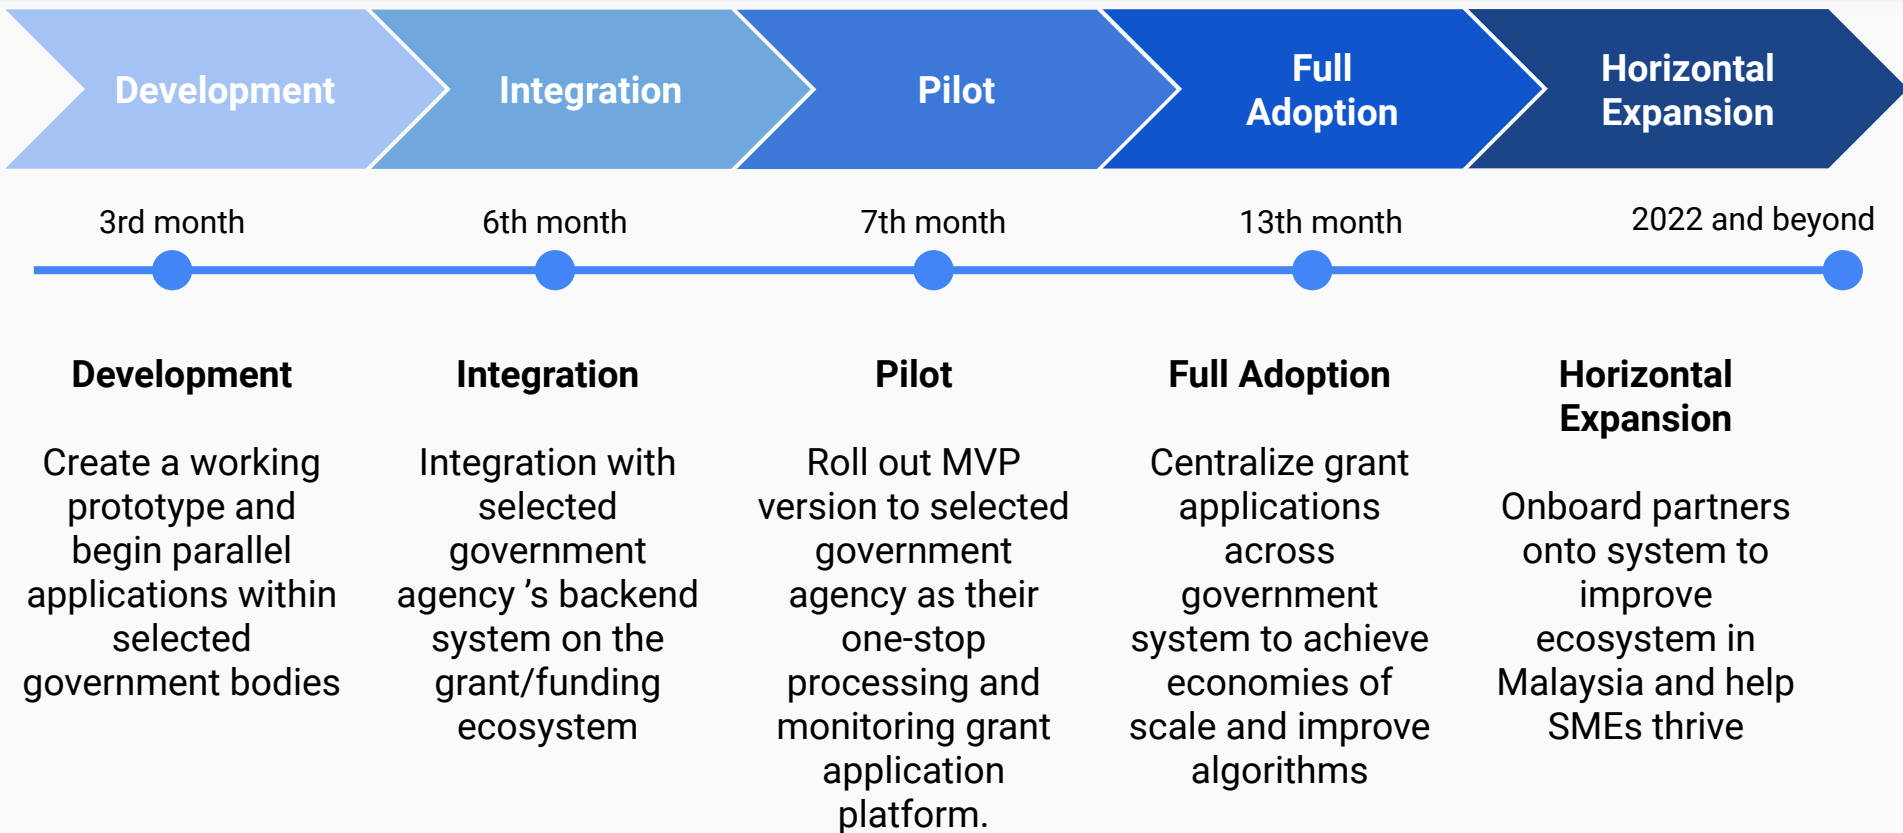 Development
Integration
Pilot
Full
Adoption
Horizontal
Expansion
3rd month
6th month
7th month
13th month
2022 and beyond
Development
Create a working
prototype and
begin parallel
applications within
selected
government bodies
Integration
Integration with
selected
government
agency ’s backend
system on the
grant/funding
ecosystem
Pilot
Roll out MVP
version to selected
government
agency as their
one-stop
processing and
monitoring grant
application
platform.
Full Adoption
Centralize grant
applications
across
government
system to achieve
economies of
scale and improve
algorithms
Horizontal
Expansion
Onboard partners
onto system to
improve
ecosystem in
Malaysia and help
SMEs thrive